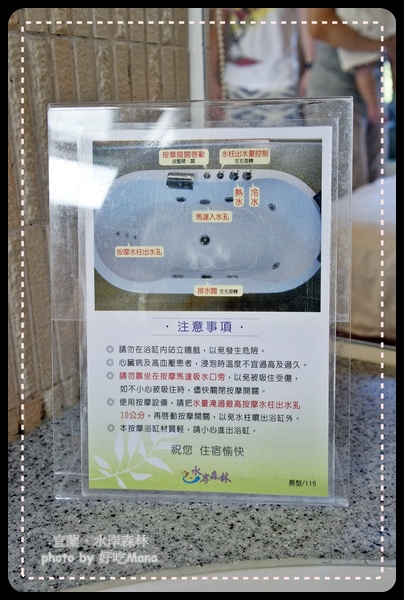 按摩開關啓動
按壓開、關
水柱出水量控制
左右旋轉
熱水
冷水
馬達入水孔
按摩水柱出水孔
排水閥 左右旋轉
· 注意事項 ·
◎ 請勿在浴缸內站立嬉戲，以免發生危險。
◎ 心臟病及高血壓患者，浸泡時溫度不宜過高及過久。
◎ 請勿靠坐在按摩馬達吸水口旁，以免被吸住受傷，
如不小心被吸住時，儘快關閉按摩開關。
◎ 使用按摩設備，請把水量淹過最高按摩水柱出水孔
10公分，再啓動按摩開關，以免水柱噴出浴缸外。
◎ 本按摩浴缸材質輕，請小心進出浴缸。
祝您 住宿愉快
水岸森林
房型/115
宜蘭。水岸森林
photo by 好吃Mana